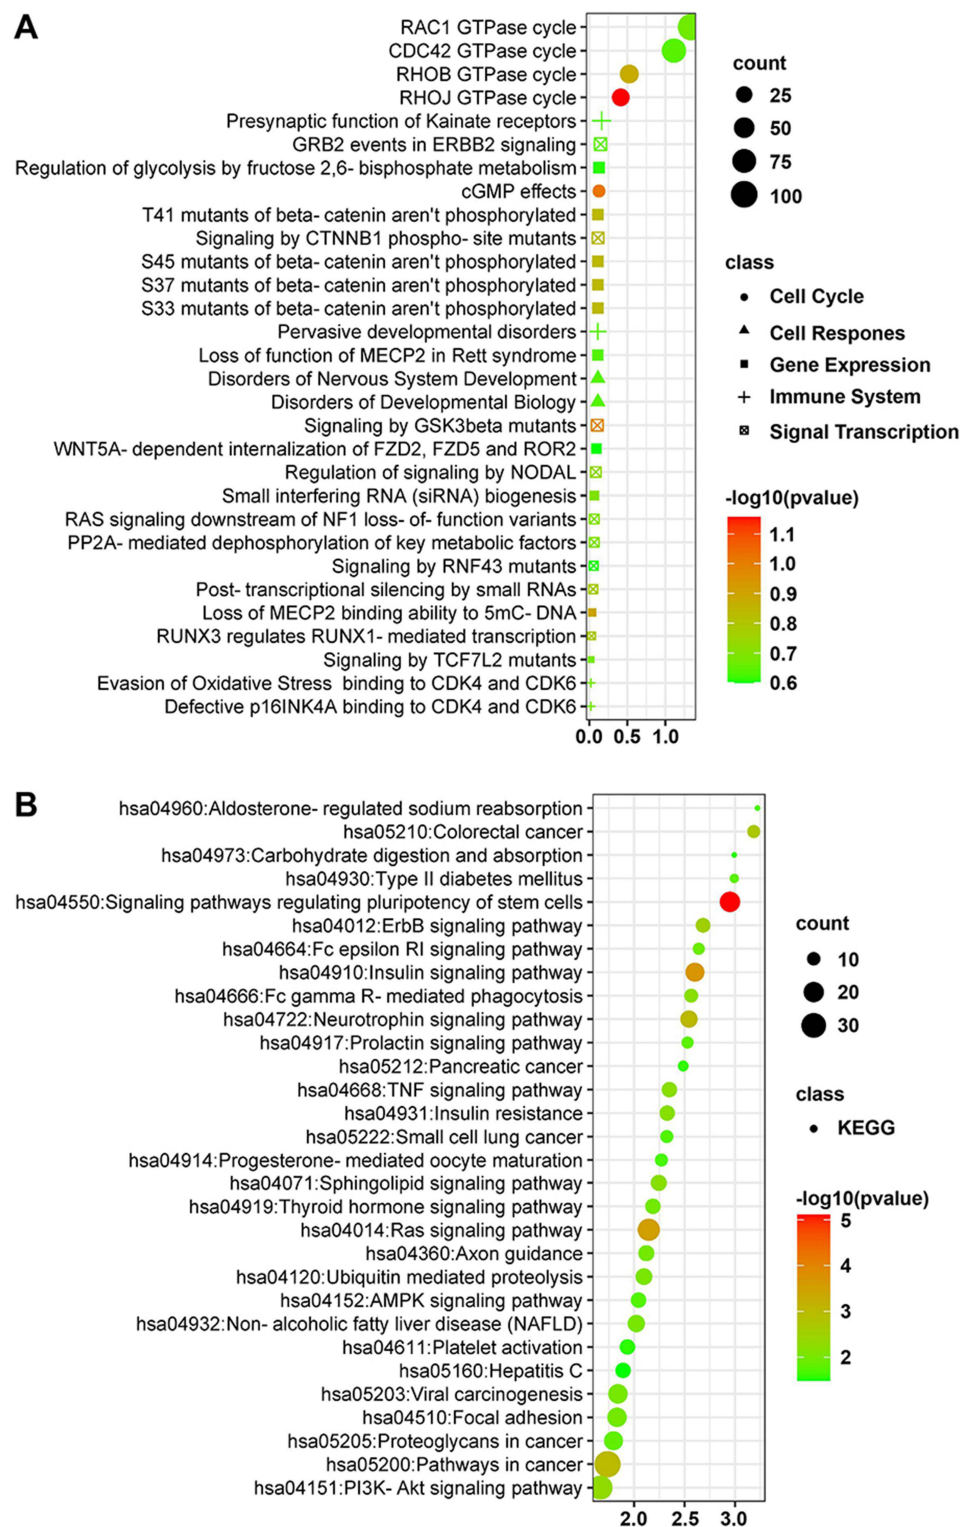 A
RAC1 GTPase cycle
CDC42 GTPase cycle
RHOB GTPase cycle
RHOJ GTPase cycle
Presynaptic function of Kainate receptors
GRB2 events in ERBB2 signaling
Regulation of glycolysis by fructose 2,6- bisphosphate metabolism
cGMP effects
T41 mutants of beta- catenin aren't phosphorylated
Signaling by CTNNB1 phospho- site mutants
S45 mutants of beta- catenin aren't phosphorylated
S37 mutants of beta- catenin aren't phosphorylated
S33 mutants of beta- catenin aren't phosphorylated
Pervasive developmental disorders
Loss of function of MECP2 in Rett syndrome
Disorders of Nervous System Development
Disorders of Developmental Biology
Signaling by GSK3beta mutants
WNT5A- dependent internalization of FZD2, FZD5 and ROR2
Regulation of signaling by NODAL
Small interfering RNA (siRNA) biogenesis
RAS signaling downstream of NF1 loss- of- function variants
PP2A- mediated dephosphorylation of key metabolic factors
Signaling by RNF43 mutants
Post- transcriptional silencing by small RNAs
Loss of MECP2 binding ability to 5mC- DNA
RUNX3 regulates RUNX1- mediated transcription
Signaling by TCF7L2 mutants
Evasion of Oxidative Stress  binding to CDK4 and CDK6
Defective p16INK4A binding to CDK4 and CDK6
0.0 0.5 1.0
count
25
50
75
100
class
Cell Cycle
Cell Respones
Gene Expression
Immune System
Signal Transcription
-log10(pvalue)
1.1
1.0
0.9
0.8
0.7
0.6
B
hsa04960:Aldosterone- regulated sodium reabsorption
hsa05210:Colorectal cancer
hsa04973:Carbohydrate digestion and absorption
hsa04930:Type II diabetes mellitus
hsa04550:Signaling pathways regulating pluripotency of stem cells
hsa04012:ErbB signaling pathway
hsa04664:Fc epsilon RI signaling pathway
hsa04910:Insulin signaling pathway
hsa04666:Fc gamma R- mediated phagocytosis
hsa04722:Neurotrophin signaling pathway
hsa04917:Prolactin signaling pathway
hsa05212:Pancreatic cancer
hsa04668:TNF signaling pathway
hsa04931:Insulin resistance
hsa05222:Small cell lung cancer
hsa04914:Progesterone- mediated oocyte maturation
hsa04071:Sphingolipid signaling pathway
hsa04919:Thyroid hormone signaling pathway
hsa04014:Ras signaling pathway
hsa04360:Axon guidance
hsa04120:Ubiquitin mediated proteolysis
hsa04152:AMPK signaling pathway
hsa04932:Non- alcoholic fatty liver disease (NAFLD)
hsa04611:Platelet activation
hsa05160:Hepatitis C
hsa05203:Viral carcinogenesis
hsa04510:Focal adhesion
hsa05205:Proteoglycans in cancer
hsa05200:Pathways in cancer
hsa04151:PI3K- Akt signaling pathway
2.0 2.5 3.0
count
10
20
30
class
KEGG
-log10(pvalue)
5
4
3
2